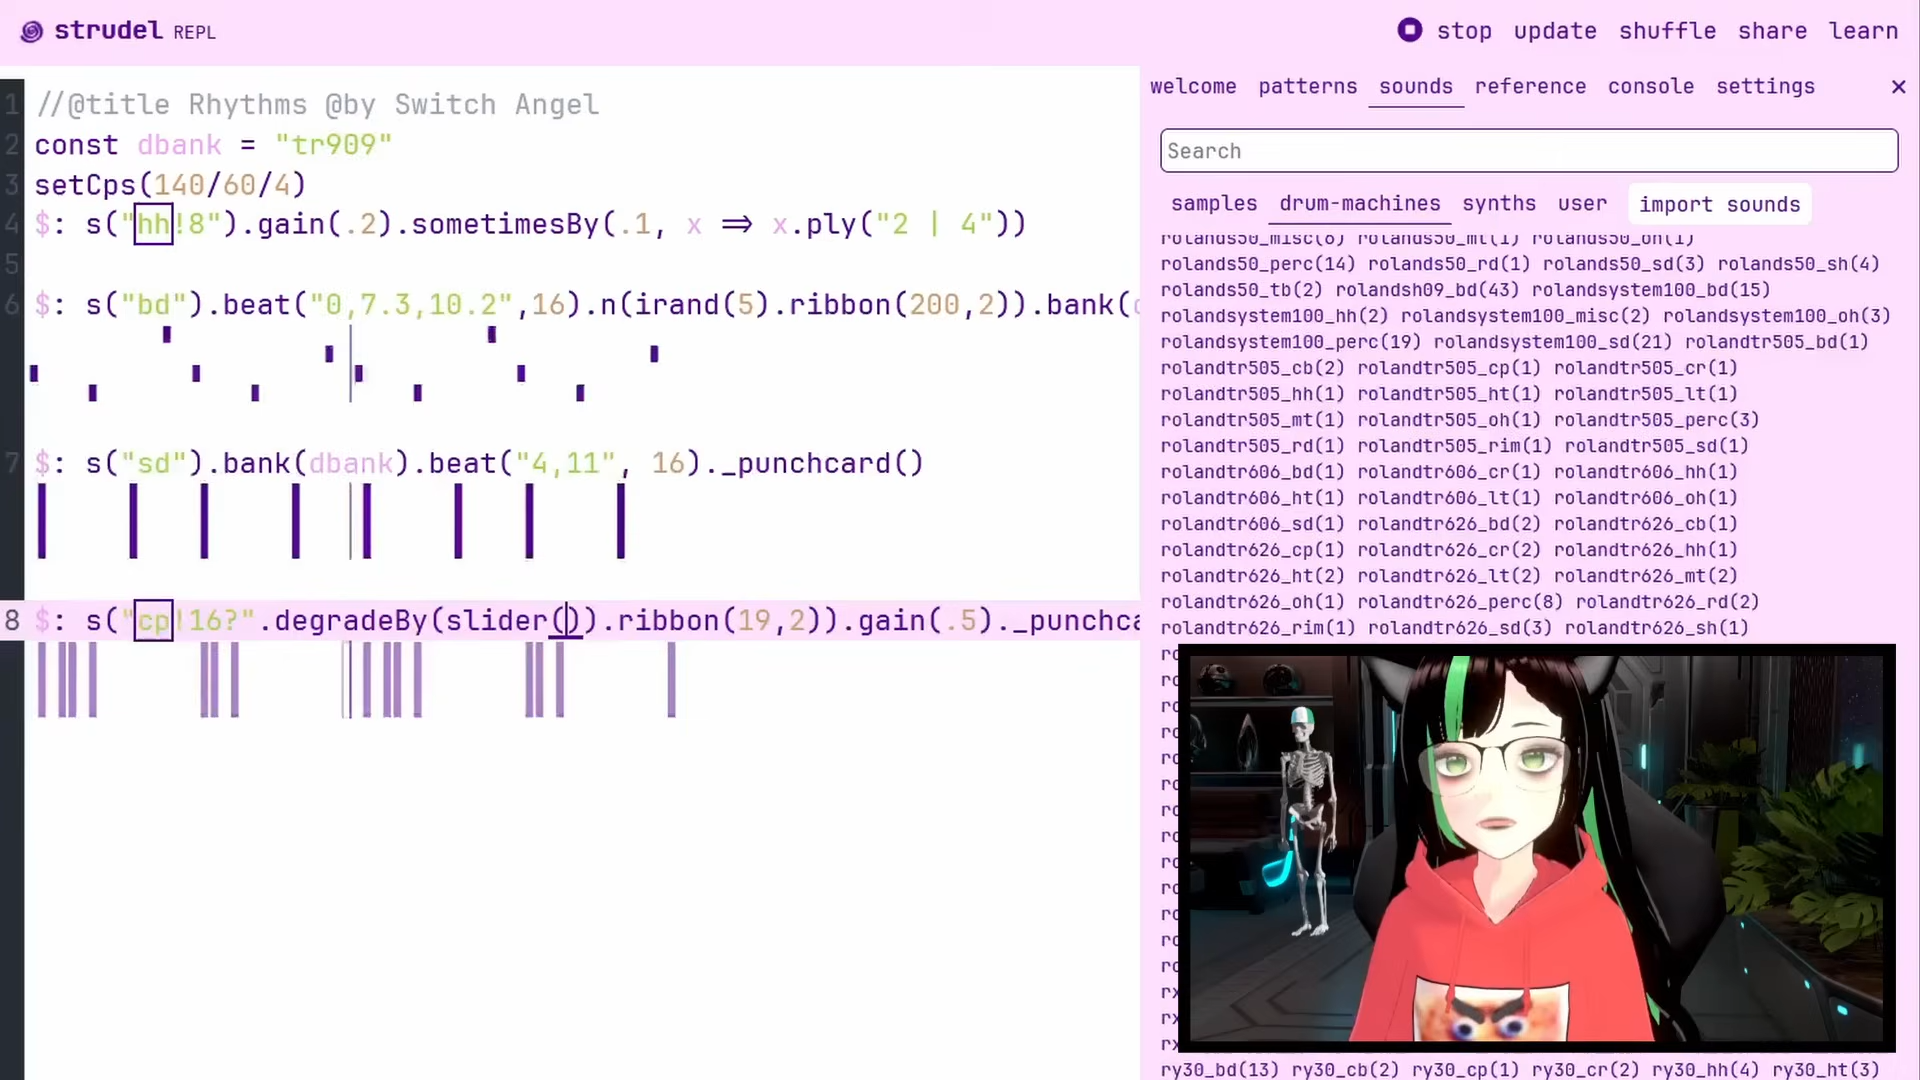 strudel REPL
stop update shuffle share learn
1 //@title Rhythms @by Switch Angel
2 const dbank = "tr909"
3 setCps(140/60/4)
4 $: s("hh!8").gain(.2).sometimesBy(.1, x => x.ply("2 | 4"))
5
6 $: s("bd").beat("0,7.3,10.2",16).n(irand(5).ribbon(200,2)).bank(
7 $: s("sd").bank(dbank).beat("4,11", 16)._punchcard()
8 $: s("cp!16?".degradeBy(slider()).ribbon(19,2)).gain(.5)._punchca
welcome patterns sounds reference console settings ×
Search
samples drum-machines synths user import sounds
rolands50_misc(8) rolands50_mt(1) rolands50_oh(1)
rolands50_perc(14) rolands50_rd(1) rolands50_sd(3) rolands50_sh(4)
rolands50_tb(2) rolandsh09_bd(43) rolandsystem100_bd(15)
rolandsystem100_hh(2) rolandsystem100_misc(2) rolandsystem100_oh(3)
rolandsystem100_perc(19) rolandsystem100_sd(21) rolandtr505_bd(1)
rolandtr505_cb(2) rolandtr505_cp(1) rolandtr505_cr(1)
rolandtr505_hh(1) rolandtr505_ht(1) rolandtr505_lt(1)
rolandtr505_mt(1) rolandtr505_oh(1) rolandtr505_perc(3)
rolandtr505_rd(1) rolandtr505_rim(1) rolandtr505_sd(1)
rolandtr606_bd(1) rolandtr606_cr(1) rolandtr606_hh(1)
rolandtr606_ht(1) rolandtr606_lt(1) rolandtr606_oh(1)
rolandtr606_sd(1) rolandtr626_bd(2) rolandtr626_cb(1)
rolandtr626_cp(1) rolandtr626_cr(2) rolandtr626_hh(1)
rolandtr626_ht(2) rolandtr626_lt(2) rolandtr626_mt(2)
rolandtr626_oh(1) rolandtr626_perc(8) rolandtr626_rd(2)
rolandtr626_rim(1) rolandtr626_sd(3) rolandtr626_sh(1)
ry30_bd(13) ry30_cb(2) ry30_cp(1) ry30_cr(2) ry30_hh(4) ry30_ht(3)